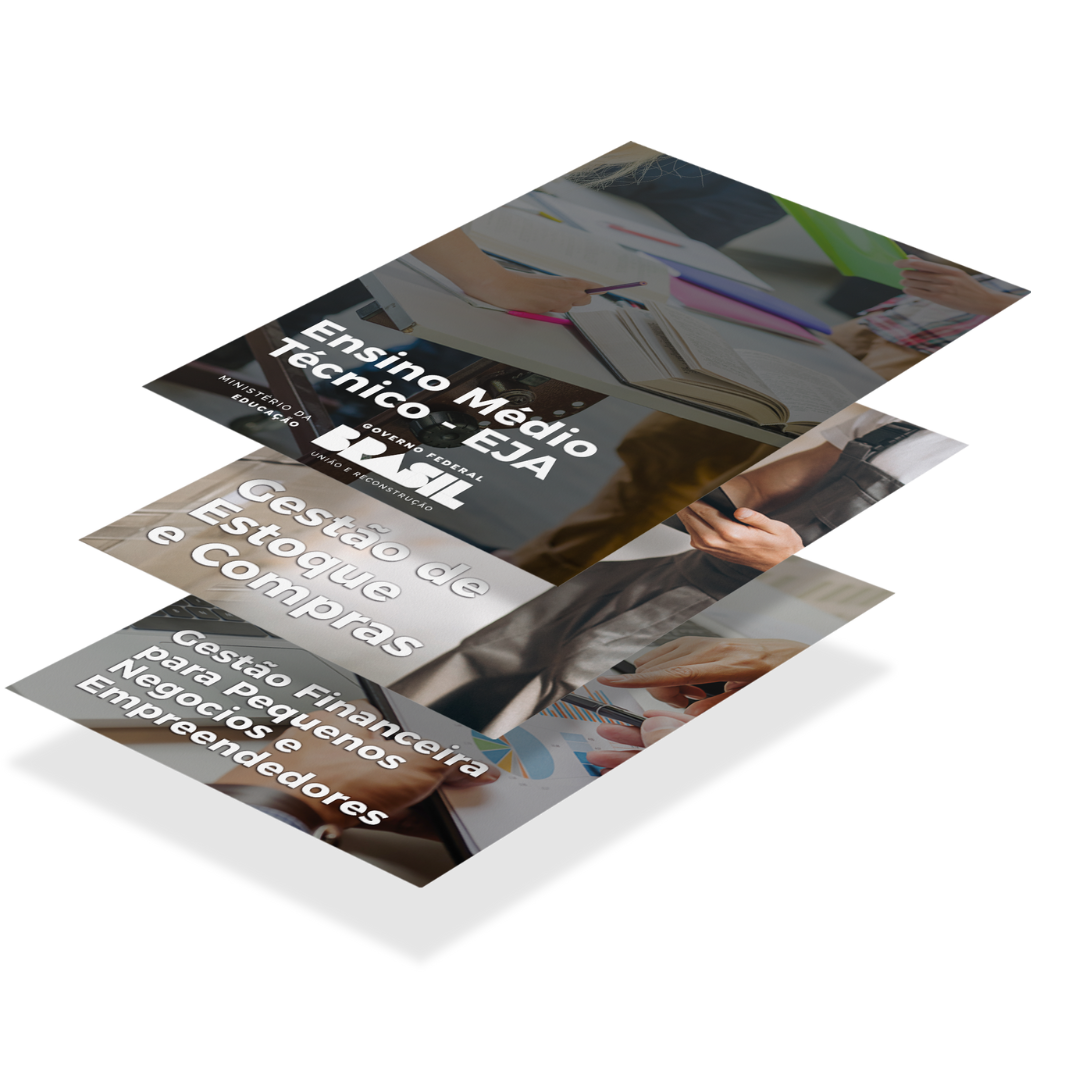 Ensino Médio
Técnico - EJA
MINISTÉRIO DA
EDUCAÇÃO
GOVERNO FEDERAL
BRASIL
UNIÃO E RECONSTRUÇÃO
Gestão de
Estoque
e Compras
Gestão Financeira
para Pequenos
Negocios e
Empreendedores